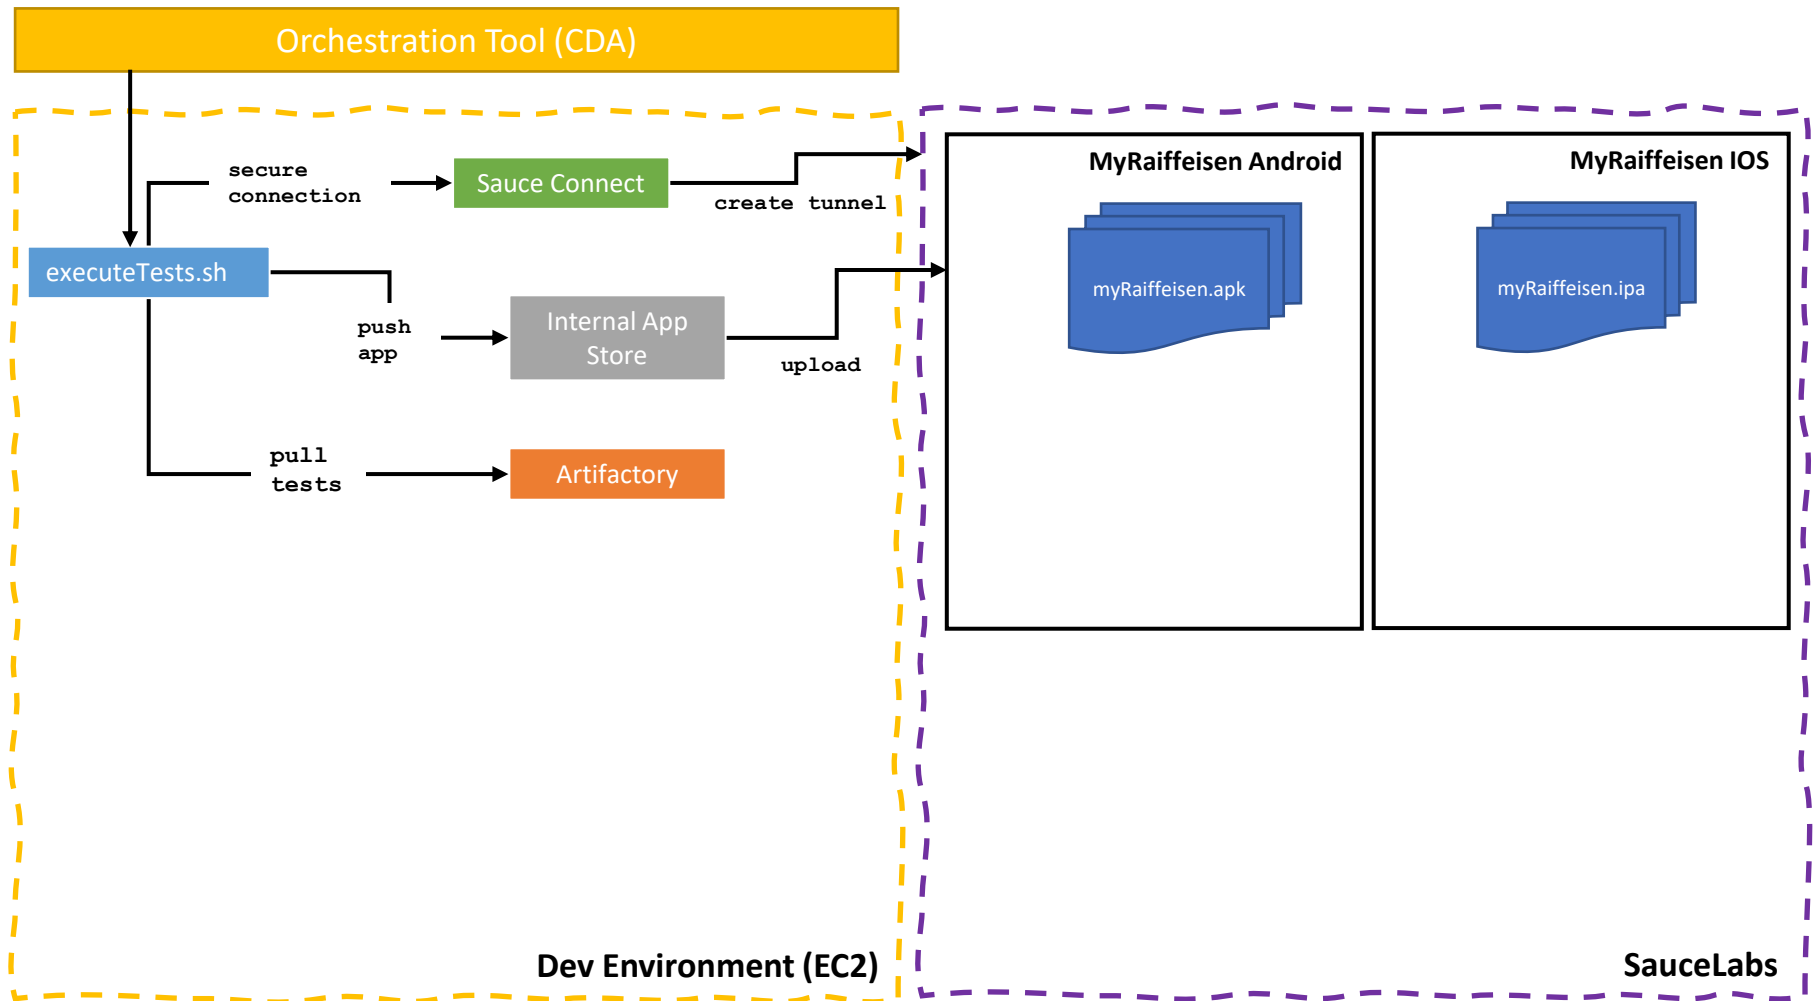 Orchestration Tool (CDA)
secure
connection
Sauce Connect
create tunnel
executeTests.sh
push
app
Internal App
Store
upload
pull
tests
Artifactory
Dev Environment (EC2)
MyRaiffeisen Android
myRaiffeisen.apk
MyRaiffeisen IOS
myRaiffeisen.ipa
SauceLabs